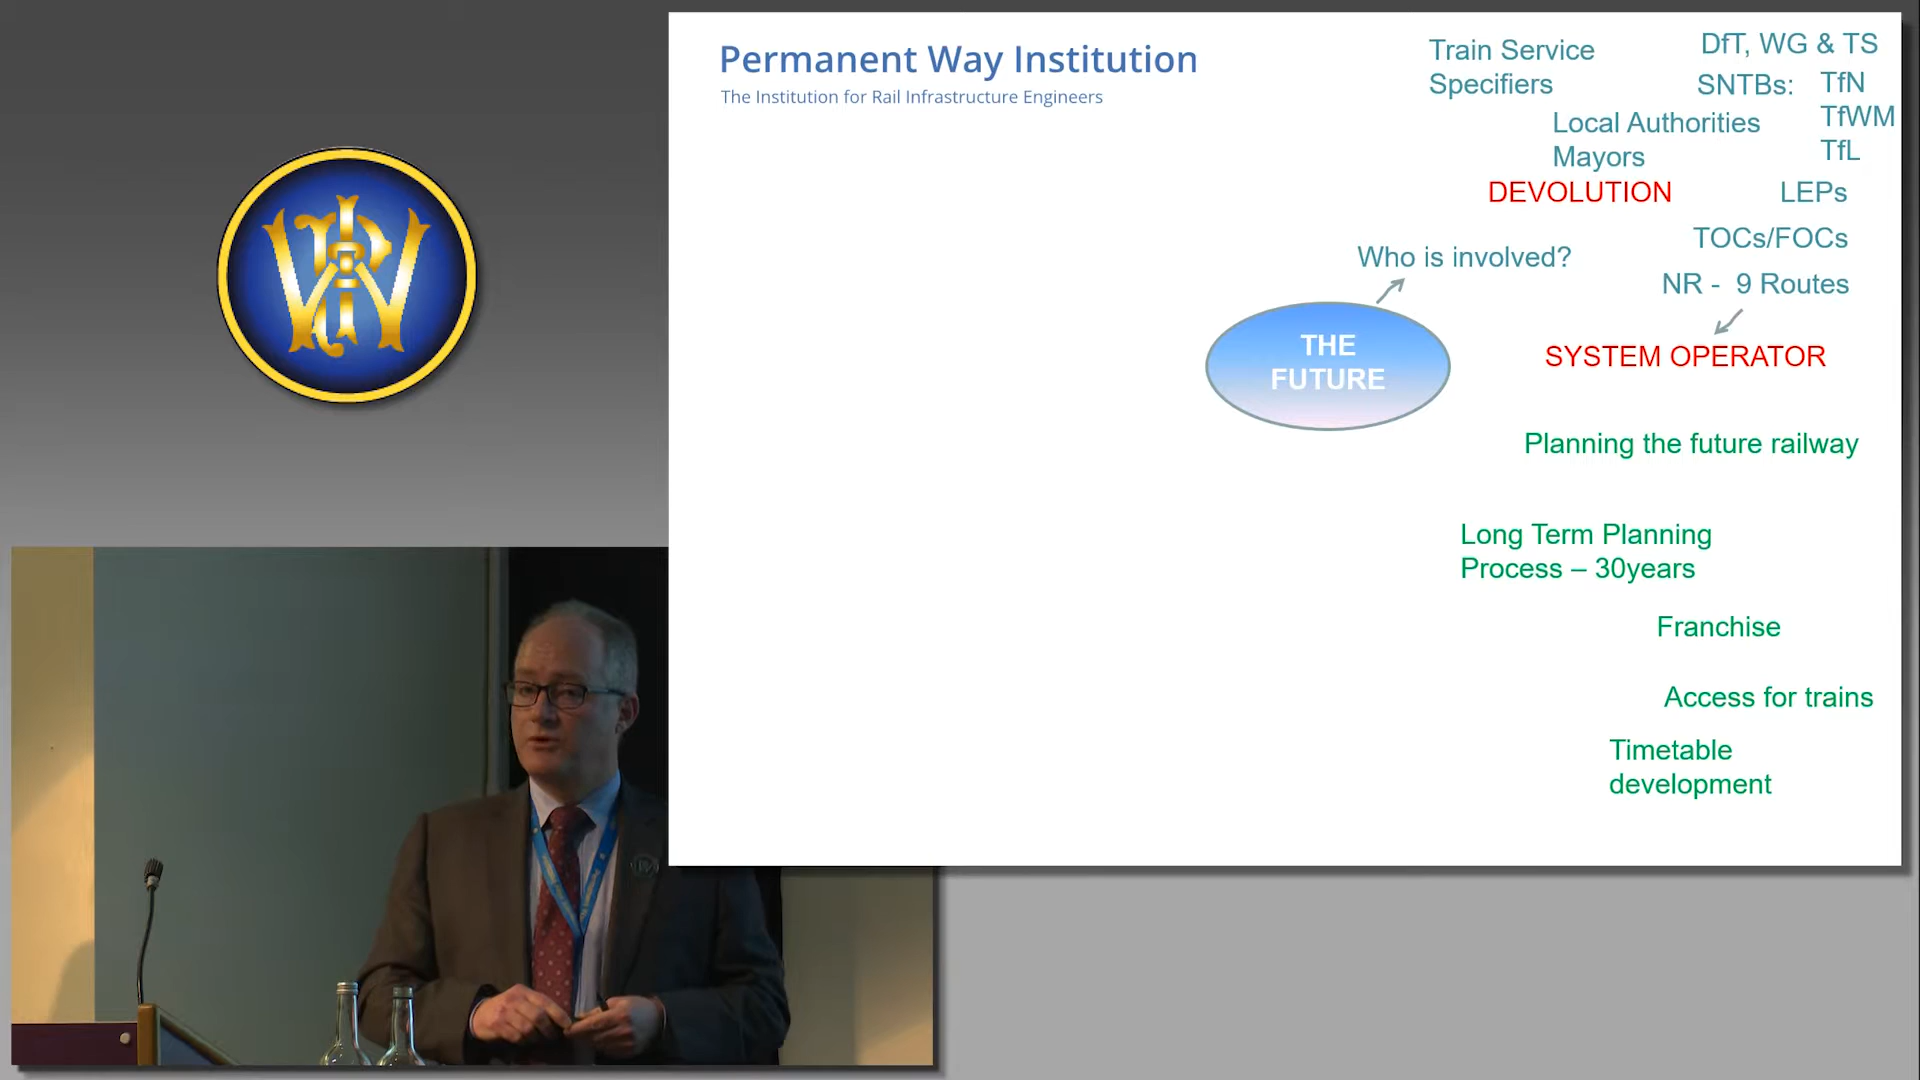 Permanent Way Institution
The Institution for Rail Infrastructure Engineers
Train Service
Specifiers
DfT, WG & TS
SNTBs:
TfN
TfWM
TfL
Local Authorities
Mayors
DEVOLUTION
LEPs
TOCs/FOCs
Who is involved?
NR - 9 Routes
THE
FUTURE
SYSTEM OPERATOR
Planning the future railway
Long Term Planning
Process – 30years
Franchise
Access for trains
Timetable
development